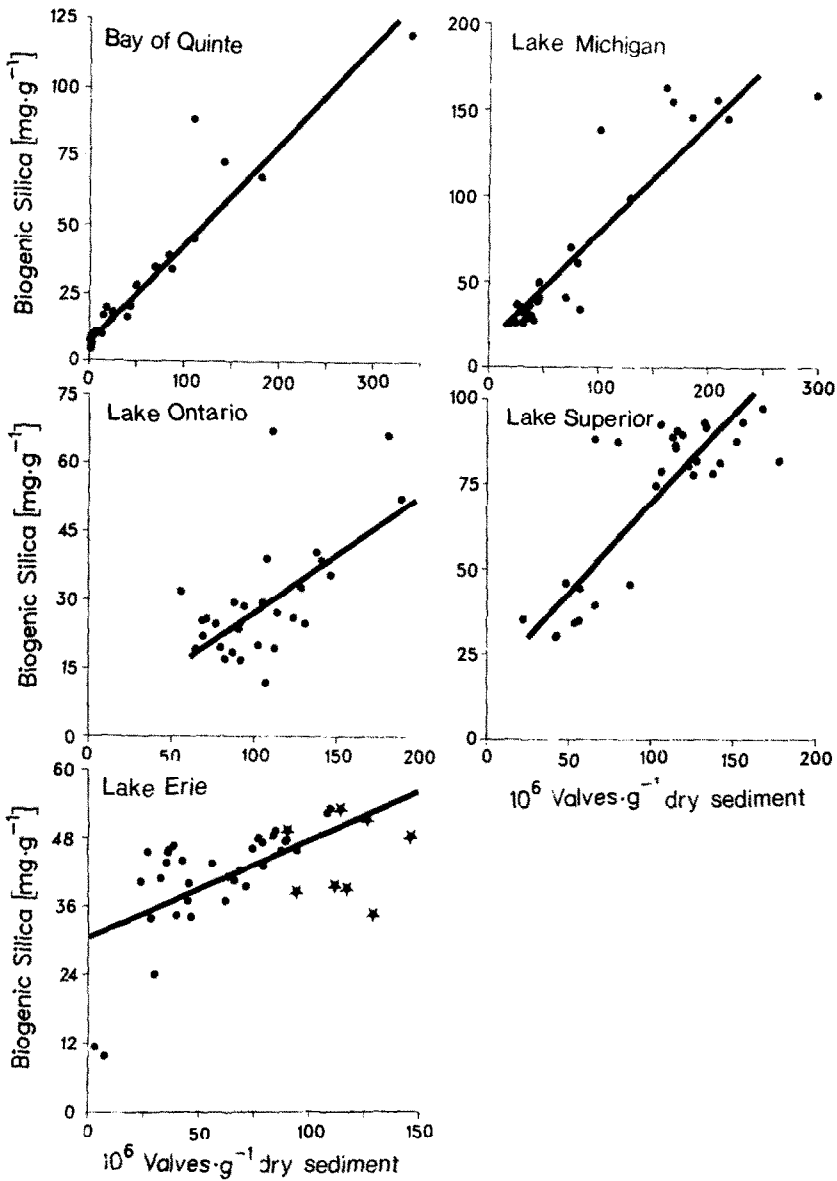 Bay of Quinte
Biogenic Silica [mg·g⁻¹]
125
100
75
50
25
0
0 100 200 300
Lake Michigan
200
150
100
50
0
0 100 200 300
Lake Ontario
Biogenic Silica [mg·g⁻¹]
75
60
45
30
15
0
0 50 100 150 200
Lake Superior
100
75
50
25
0
0 50 100 150 200
10⁶ Valves·g⁻¹ dry sediment
Lake Erie
Biogenic Silica [mg·g⁻¹]
60
48
36
24
12
0
0 50 100 150
10⁶ Valves·g⁻¹ dry sediment